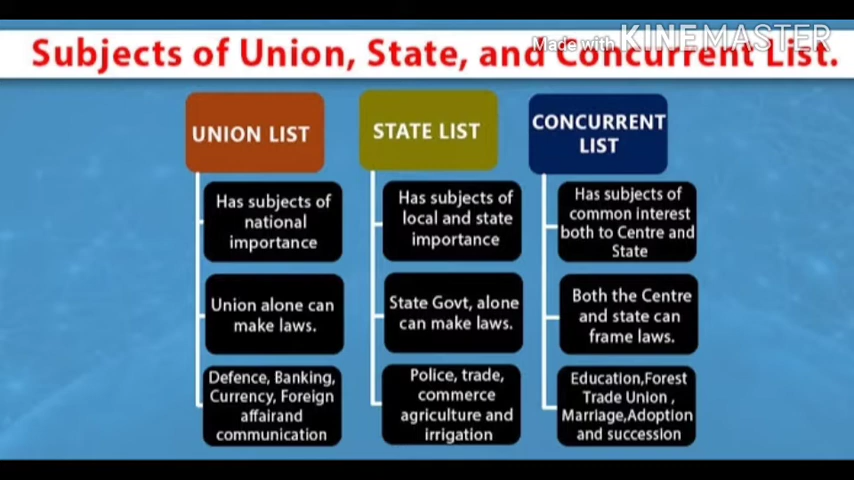 Made with KINEMASTER
Subjects of Union, State, and Concurrent List.
UNION LIST
Has subjects of
national
importance
Union alone can
make laws.
Defence, Banking,
Currency, Foreign
affairand
communication
STATE LIST
Has subjects of
local and state
importance
State Govt, alone
can make laws.
Police, trade,
commerce
agriculture and
irrigation
CONCURRENT
LIST
Has subjects of
common interest
both to Centre and
State
Both the Centre
and state can
frame laws.
Education,Forest
Trade Union ,
Marriage,Adoption
and succession